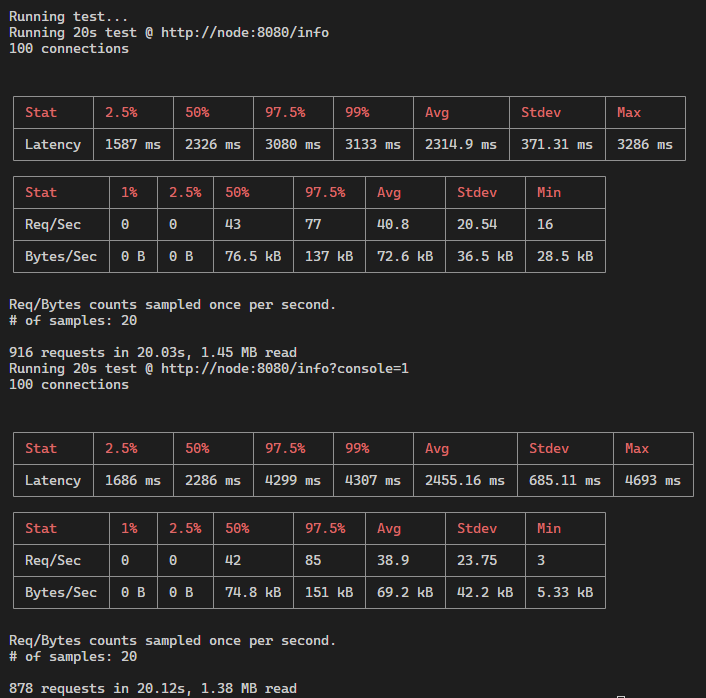 Running test...
Running 20s test @ http://node:8080/info
100 connections
Stat 2.5% 50% 97.5% 99% Avg Stdev Max
Latency 1587 ms 2326 ms 3080 ms 3133 ms 2314.9 ms 371.31 ms 3286 ms
Stat 1% 2.5% 50% 97.5% Avg Stdev Min
Req/Sec 0 0 43 77 40.8 20.54 16
Bytes/Sec 0 B 0 B 76.5 kB 137 kB 72.6 kB 36.5 kB 28.5 kB
Req/Bytes counts sampled once per second.
# of samples: 20
916 requests in 20.03s, 1.45 MB read
Running 20s test @ http://node:8080/info?console=1
100 connections
Stat 2.5% 50% 97.5% 99% Avg Stdev Max
Latency 1686 ms 2286 ms 4299 ms 4307 ms 2455.16 ms 685.11 ms 4693 ms
Stat 1% 2.5% 50% 97.5% Avg Stdev Min
Req/Sec 0 0 42 85 38.9 23.75 3
Bytes/Sec 0 B 0 B 74.8 kB 151 kB 69.2 kB 42.2 kB 5.33 kB
Req/Bytes counts sampled once per second.
# of samples: 20
878 requests in 20.12s, 1.38 MB read